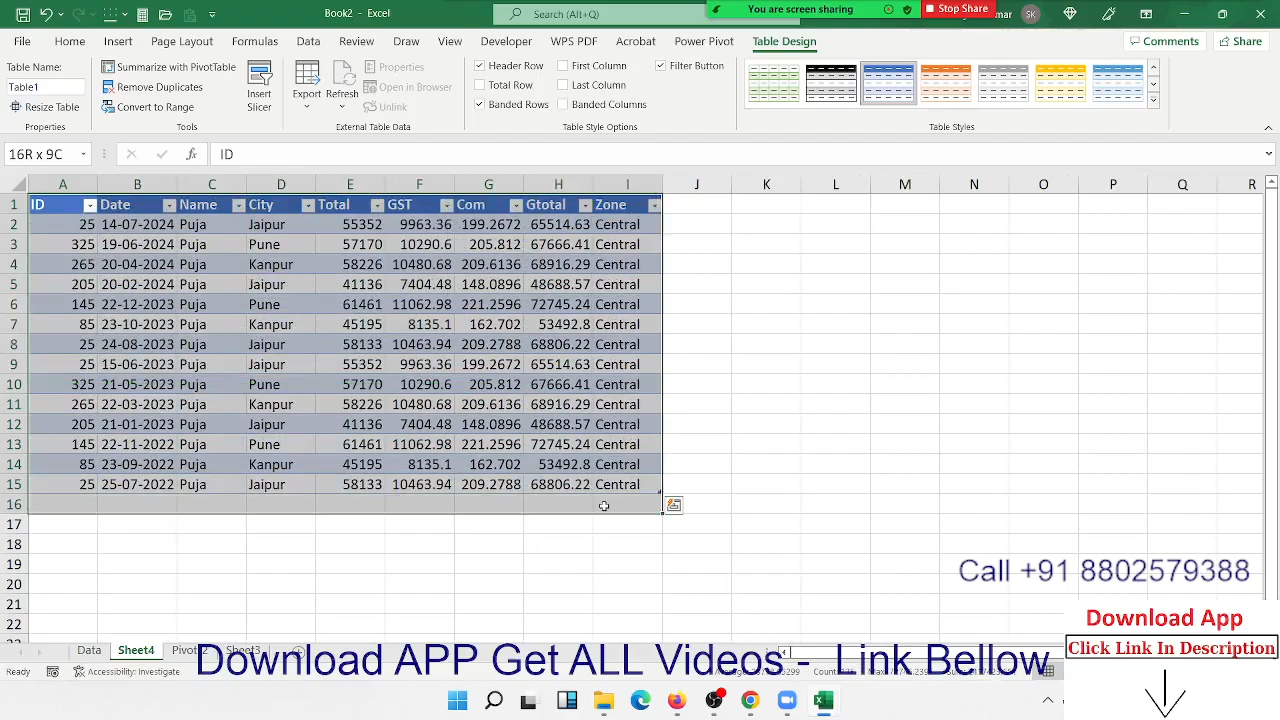 Book2 - Excel
Search (Alt+Q)
You are screen sharing
Stop Share
mar
SK
File Home Insert Page Layout Formulas Data Review View Developer WPS PDF Acrobat Power Pivot Table Design
Comments
Share
Table Name:
Table1
Resize Table
Properties
Summarize with PivotTable
Remove Duplicates
Convert to Range
Tools
Insert Slicer
Export
Refresh
Properties
Open in Browser
Unlink
External Table Data
Header Row First Column Filter Button
Total Row Last Column
Banded Rows Banded Columns
Table Style Options
Table Styles
16R x 9C
fx
ID
A B C D E F G H I J K L M N O P Q R
1 ID Date Name City Total GST Com Gtotal Zone
2 25 14-07-2024 Puja Jaipur 55352 9963.36 199.2672 65514.63 Central
3 325 19-06-2024 Puja Pune 57170 10290.6 205.812 67666.41 Central
4 265 20-04-2024 Puja Kanpur 58226 10480.68 209.6136 68916.29 Central
5 205 20-02-2024 Puja Jaipur 41136 7404.48 148.0896 48688.57 Central
6 145 22-12-2023 Puja Pune 61461 11062.98 221.2596 72745.24 Central
7 85 23-10-2023 Puja Kanpur 45195 8135.1 162.702 53492.8 Central
8 25 24-08-2023 Puja Jaipur 58133 10463.94 209.2788 68806.22 Central
9 25 15-06-2023 Puja Jaipur 55352 9963.36 199.2672 65514.63 Central
10 325 21-05-2023 Puja Pune 57170 10290.6 205.812 67666.41 Central
11 265 22-03-2023 Puja Kanpur 58226 10480.68 209.6136 68916.29 Central
12 205 21-01-2023 Puja Jaipur 41136 7404.48 148.0896 48688.57 Central
13 145 22-11-2022 Puja Pune 61461 11062.98 221.2596 72745.24 Central
14 85 23-09-2022 Puja Kanpur 45195 8135.1 162.702 53492.8 Central
15 25 25-07-2022 Puja Jaipur 58133 10463.94 209.2788 68806.22 Central
16
17
18
19
20
21
22
Call +91 8802579388
Download App
Click Link In Description
Data Sheet4 Sheet3
Download APP Get ALL Videos - Link Bellow
Ready
Accessibility: Investigate